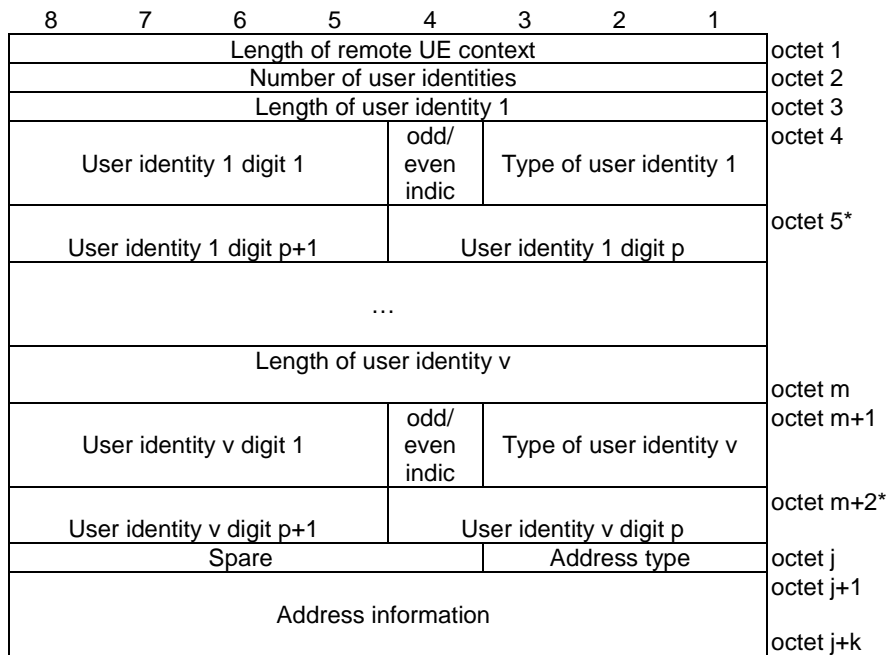 8 7 6 5 4 3 2 1
Length of remote UE context octet 1
Number of user identities octet 2
Length of user identity 1 octet 3
User identity 1 digit 1 odd/ even indic Type of user identity 1 octet 4
octet 5*
User identity 1 digit p+1 User identity 1 digit p
…
Length of user identity v
octet m
User identity v digit 1 odd/ even indic Type of user identity v octet m+1
octet m+2*
User identity v digit p+1 User identity v digit p
Spare Address type octet j
octet j+1
Address information
octet j+k